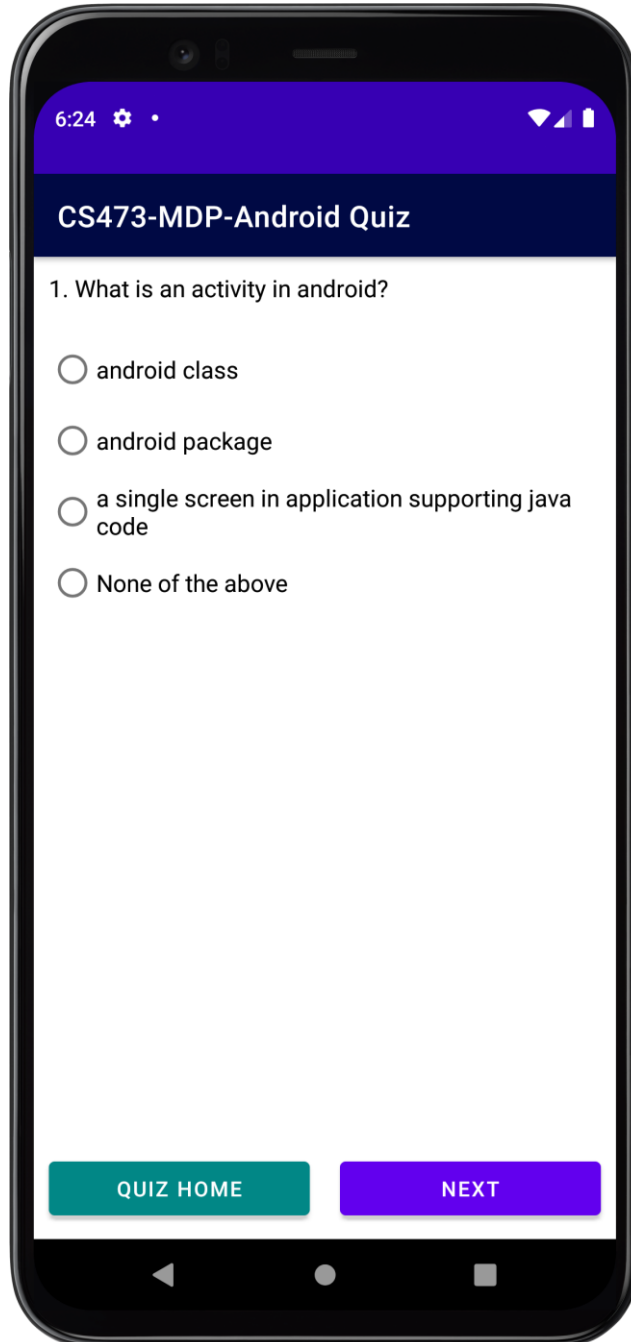 6:24
CS473-MDP-Android Quiz
1. What is an activity in android?
android class
android package
a single screen in application supporting java
code
None of the above
QUIZ HOME
NEXT